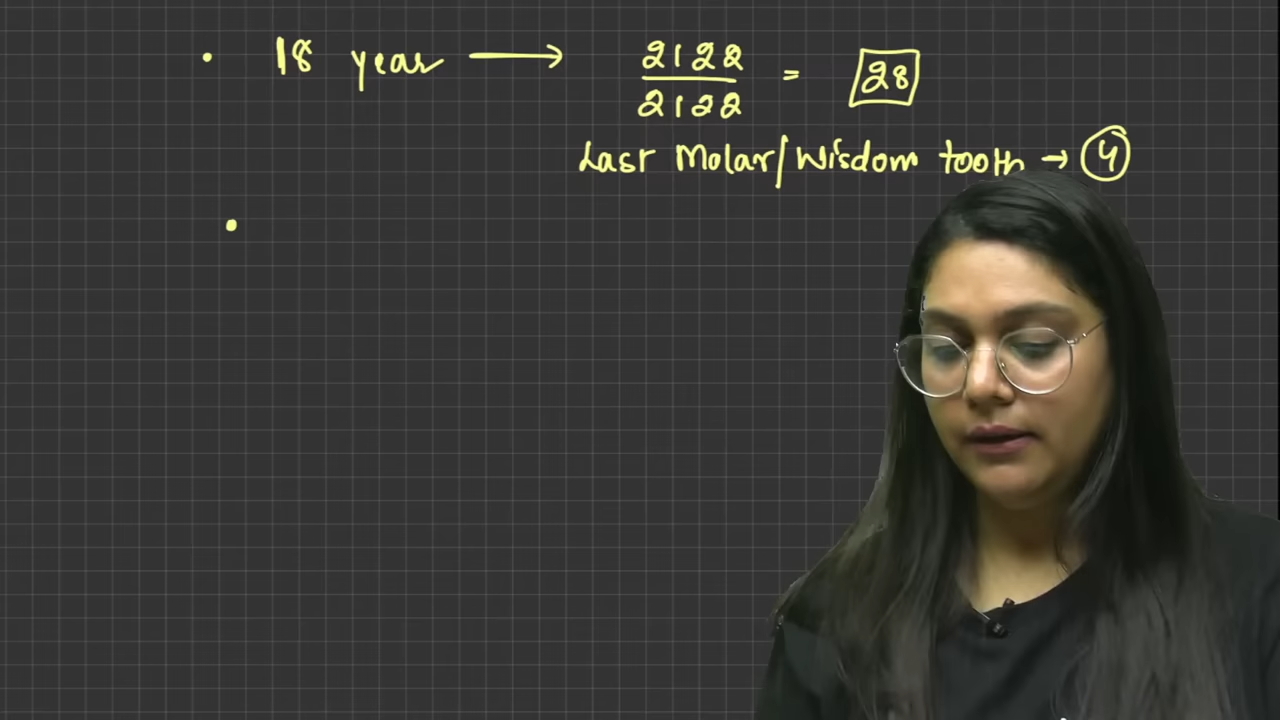 • 18 year → 2122/2122 = 28
Last Molar/Wisdom tooth → 4
•